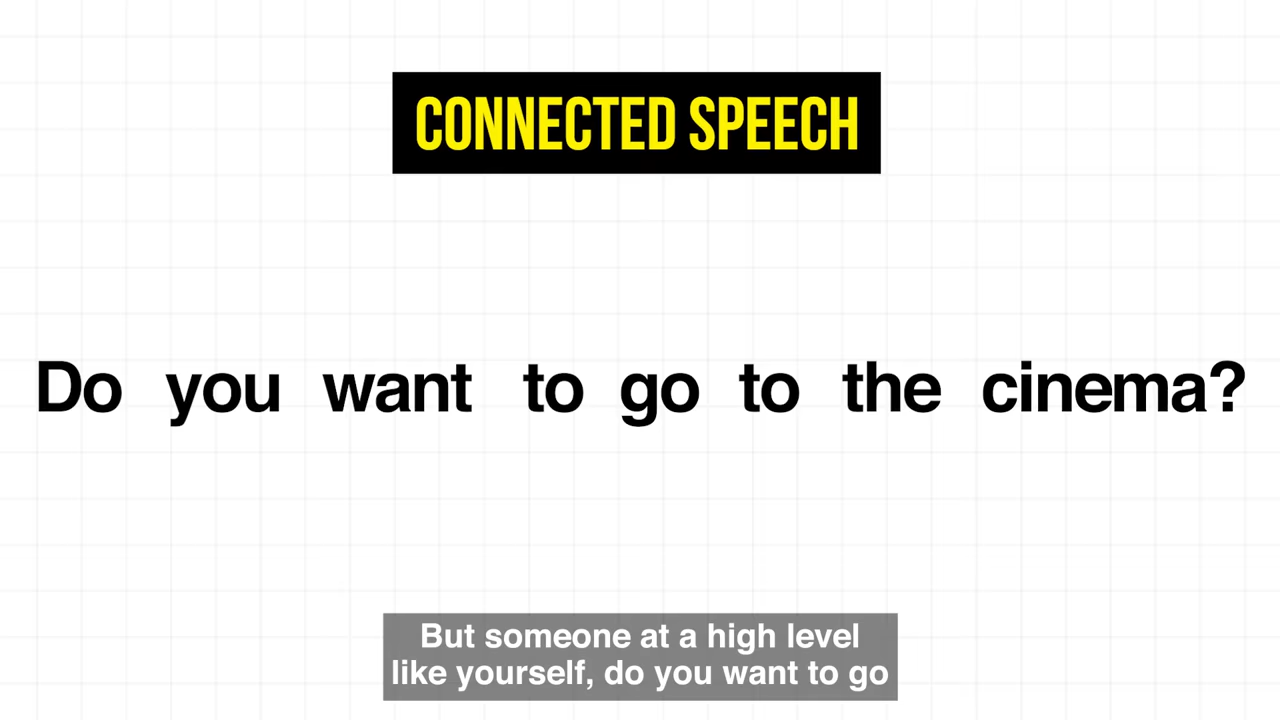 CONNECTED SPEECH
Do you want to go to the cinema?
But someone at a high level
like yourself, do you want to go